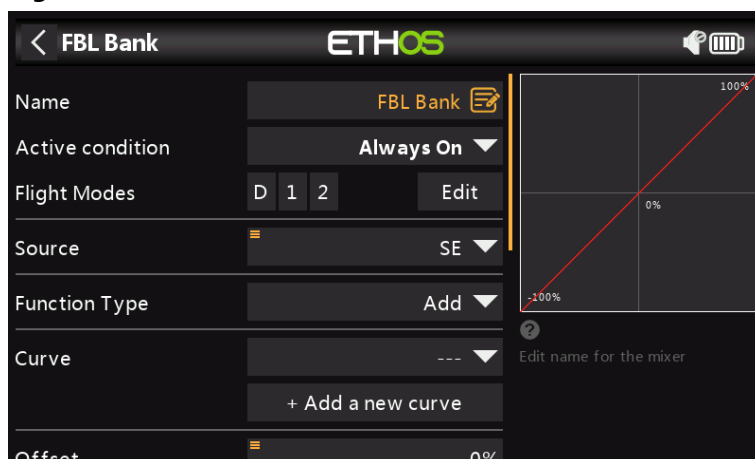 FBL Bank ETHOS
Name FBL Bank
Active condition Always On
Flight Modes D 1 2 Edit
Source SE
Function Type Add
Curve ---
+ Add a new curve
Offset 0%
100%
0%
-100%
?
Edit name for the mixer